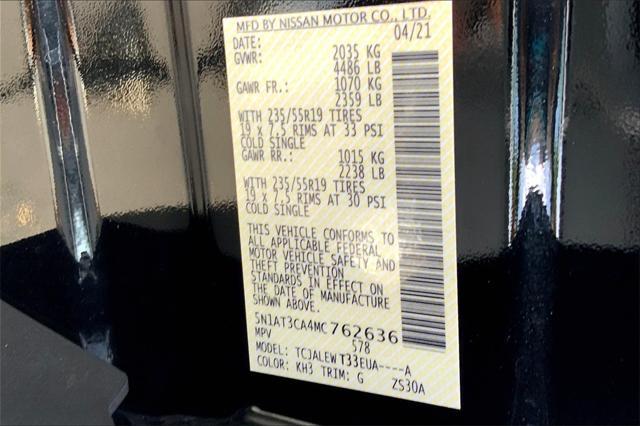 MFD BY NISSAN MOTOR CO., LTD.
DATE: 04/21
GVWR: 2035 KG
4486 LB
GAWR FR.: 1070 KG
2359 LB
WITH 235/55R19 TIRES
19 x 7.5 RIMS AT 33 PSI
COLD SINGLE
GAWR RR.: 1015 KG
2238 LB
WITH 235/55R19 TIRES
19 x 7.5 RIMS AT 30 PSI
COLD SINGLE
THIS VEHICLE CONFORMS TO
ALL APPLICABLE FEDERAL
MOTOR VEHICLE SAFETY AND
THEFT PREVENTION
STANDARDS IN EFFECT ON
THE DATE OF MANUFACTURE
SHOWN ABOVE.
5N1AT3CA4MC762636
MPV 578
MODEL: TCJALEW T33EUA----A
COLOR: KH3 TRIM: G ZS30A